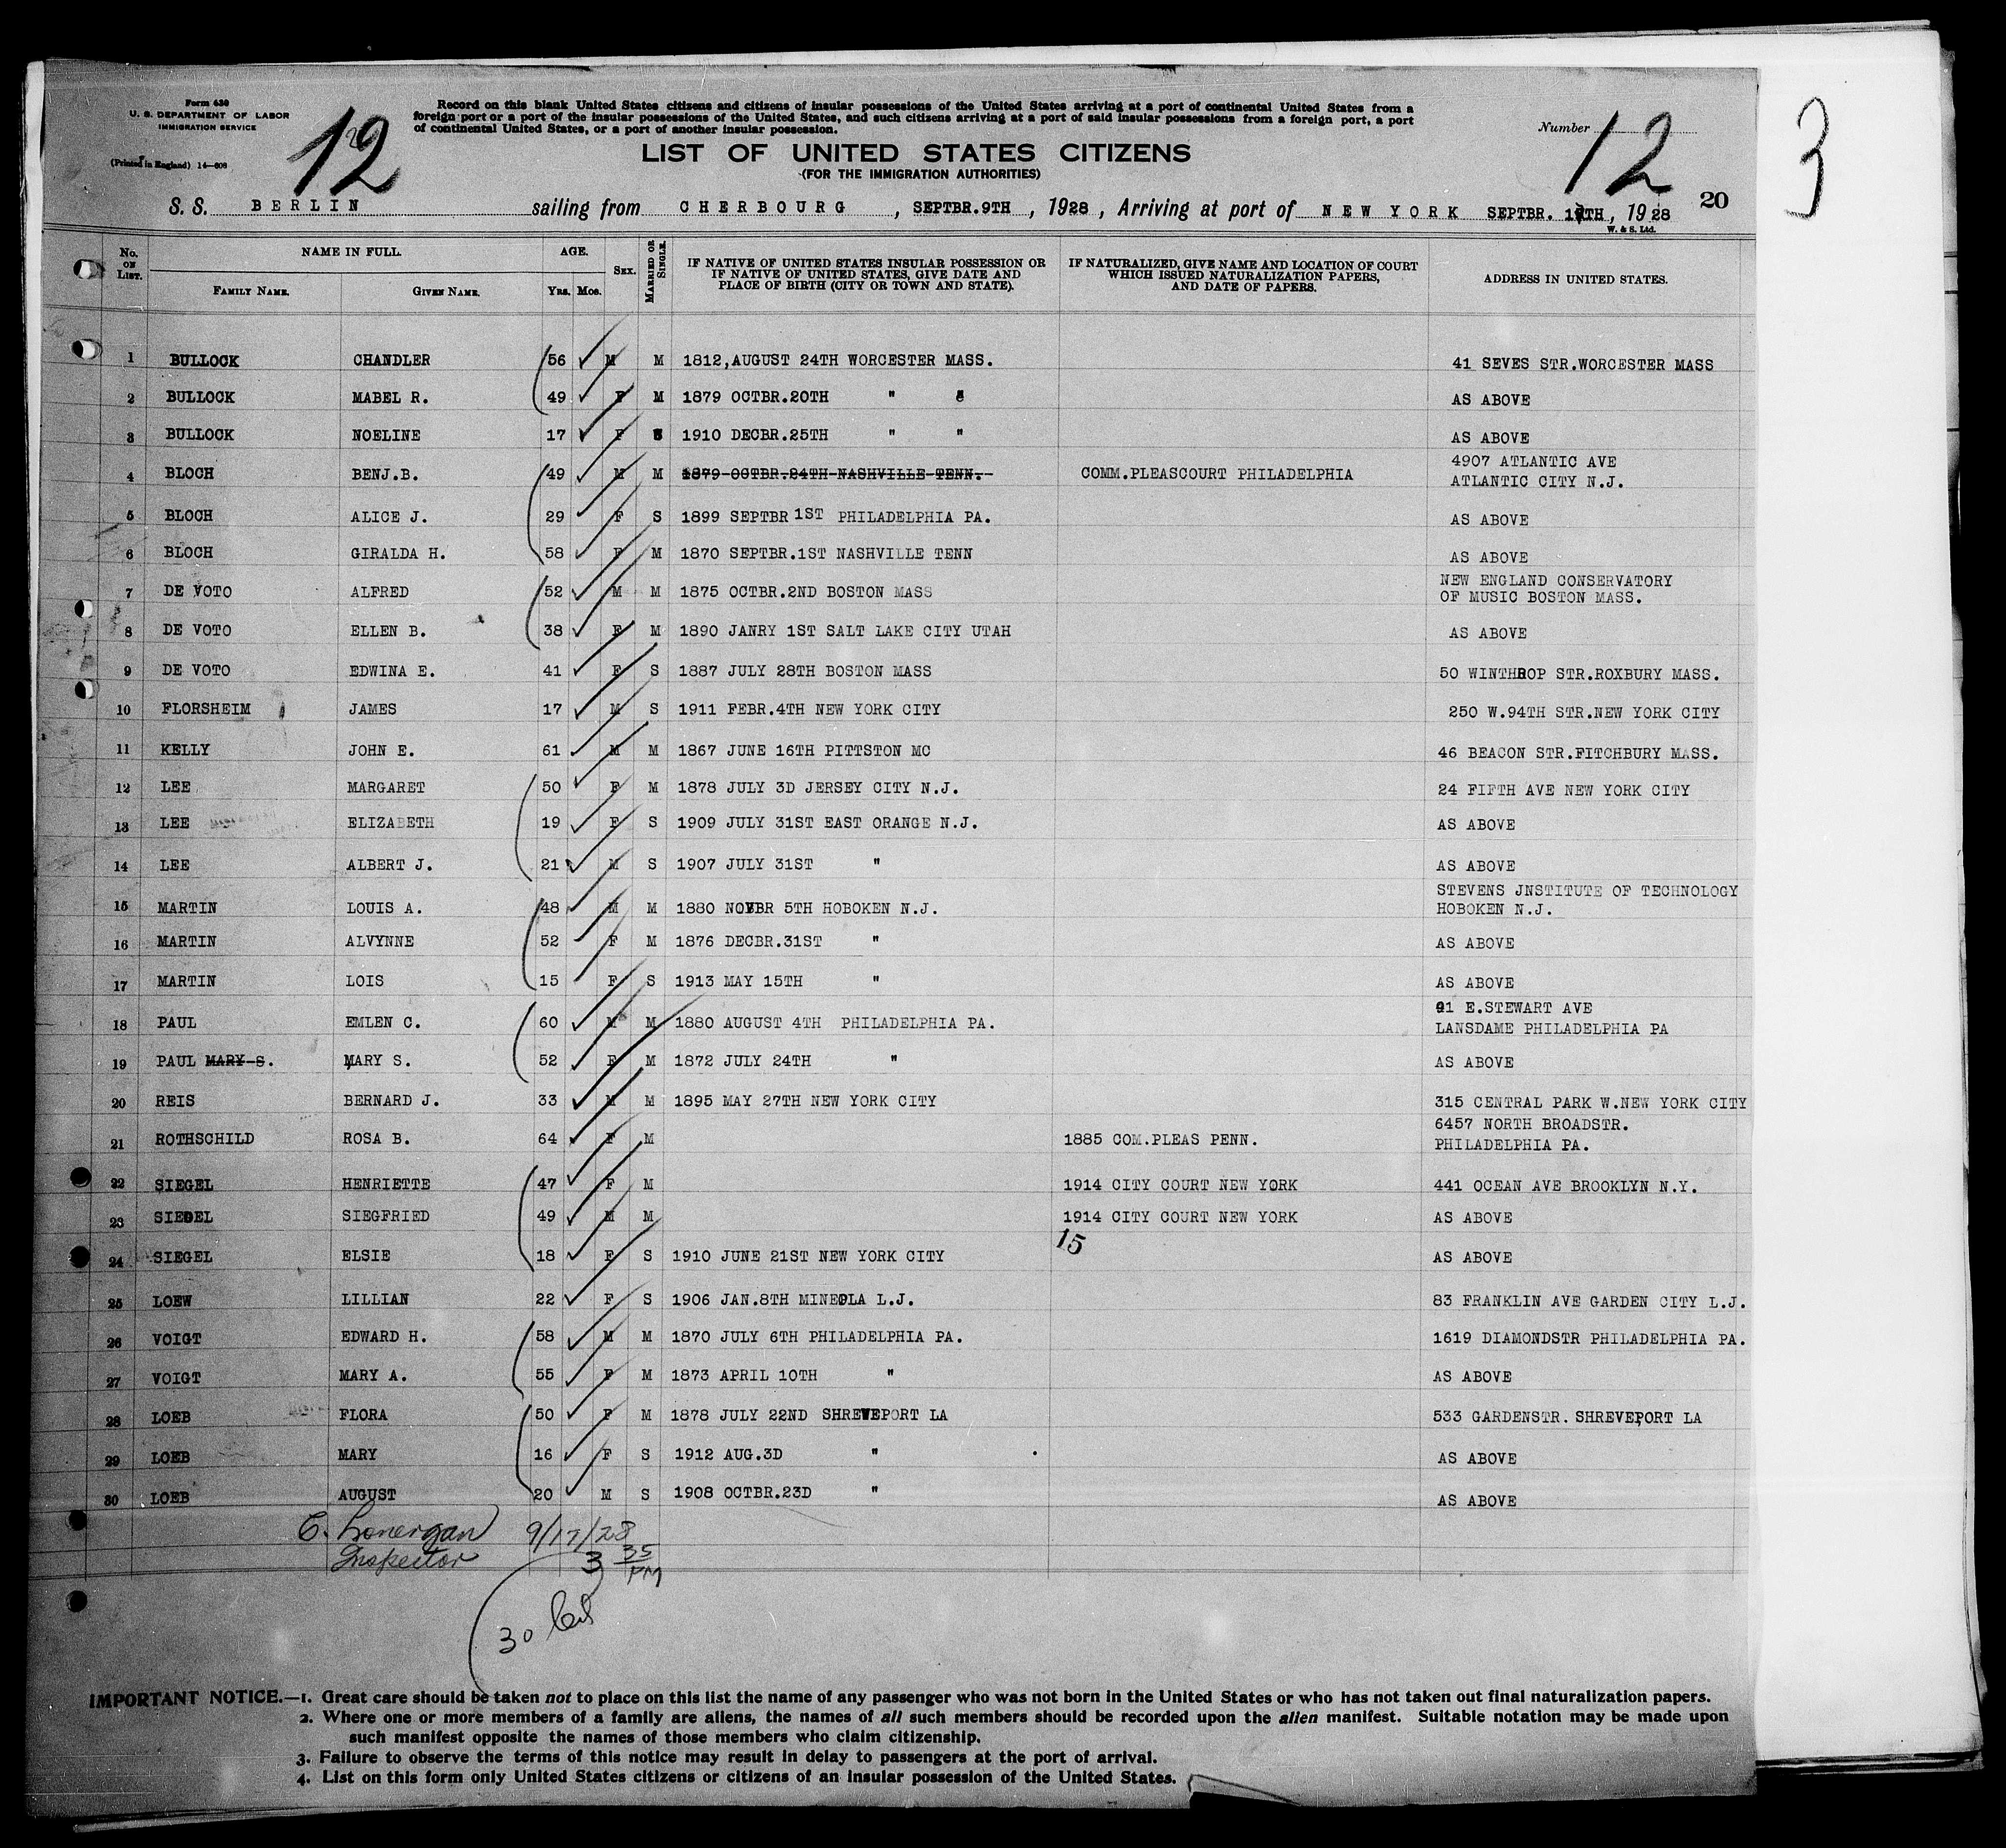 Form 430
U. S. DEPARTMENT OF LABOR
IMMIGRATION SERVICE
(Printed in England) 14—608
12
Record on this blank United States citizens and citizens of insular possessions of the United States arriving at a port of continental United States from a
foreign port or a port of the insular possessions of the United States, and such citizens arriving at a port of said insular possessions from a foreign port, a port
of continental United States, or a port of another insular possession.
LIST OF UNITED STATES CITIZENS
(FOR THE IMMIGRATION AUTHORITIES)
Number 12
3
20
S. S. BERLIN sailing from CHERBOURG, SEPTBR.9TH, 1928, Arriving at port of NEW YORK SEPTBR. 17TH, 1928
W. & S. Ltd.
No. ON LIST. NAME IN FULL. FAMILY NAME. GIVEN NAME. AGE. Yrs. Mos. SEX. MARRIED OR SINGLE. IF NATIVE OF UNITED STATES INSULAR POSSESSION OR IF NATIVE OF UNITED STATES, GIVE DATE AND PLACE OF BIRTH (CITY OR TOWN AND STATE). IF NATURALIZED, GIVE NAME AND LOCATION OF COURT WHICH ISSUED NATURALIZATION PAPERS, AND DATE OF PAPERS. ADDRESS IN UNITED STATES.
1 BULLOCK CHANDLER 56 M M 1812,AUGUST 24TH WORCESTER MASS. 41 SEVES STR.WORCESTER MASS
2 BULLOCK MABEL R. 49 F M 1879 OCTBR.20TH " " AS ABOVE
3 BULLOCK NOELINE 17 F S 1910 DECBR.25TH " " AS ABOVE
4 BLOCH BENJ.B. 49 M M 1879 OCTBR.24TH NASHVILLE TENN. COMM.PLEASCOURT PHILADELPHIA 4907 ATLANTIC AVE
ATLANTIC CITY N.J.
5 BLOCH ALICE J. 29 F S 1899 SEPTBR 1ST PHILADELPHIA PA. AS ABOVE
6 BLOCH GIRALDA H. 58 F M 1870 SEPTBR.1ST NASHVILLE TENN AS ABOVE
7 DE VOTO ALFRED 52 M M 1875 OCTBR.2ND BOSTON MASS NEW ENGLAND CONSERVATORY
OF MUSIC BOSTON MASS.
8 DE VOTO ELLEN B. 38 F M 1890 JANRY 1ST SALT LAKE CITY UTAH AS ABOVE
9 DE VOTO EDWINA E. 41 F S 1887 JULY 28TH BOSTON MASS 50 WINTHROP STR.ROXBURY MASS.
10 FLORSHEIM JAMES 17 M S 1911 FEBR.4TH NEW YORK CITY 250 W.94TH STR.NEW YORK CITY
11 KELLY JOHN E. 61 M M 1867 JUNE 16TH PITTSTON MC 46 BEACON STR.FITCHBURY MASS.
12 LEE MARGARET 50 F M 1878 JULY 3D JERSEY CITY N.J. 24 FIFTH AVE NEW YORK CITY
13 LEE ELIZABETH 19 F S 1909 JULY 31ST EAST ORANGE N.J. AS ABOVE
14 LEE ALBERT J. 21 M S 1907 JULY 31ST " AS ABOVE
15 MARTIN LOUIS A. 48 M M 1880 NOVBR 5TH HOBOKEN N.J. STEVENS JNSTITUTE OF TECHNOLOGY
HOBOKEN N.J.
16 MARTIN ALVYNNE 52 F M 1876 DECBR.31ST " AS ABOVE
17 MARTIN LOIS 15 F S 1913 MAY 15TH " AS ABOVE
18 PAUL EMLEN C. 60 M M 1880 AUGUST 4TH PHILADELPHIA PA. 91 E.STEWART AVE
LANSDAME PHILADELPHIA PA
19 PAUL MARY S. MARY S. 52 F M 1872 JULY 24TH " AS ABOVE
20 REIS BERNARD J. 33 M M 1895 MAY 27TH NEW YORK CITY 315 CENTRAL PARK W.NEW YORK CITY
21 ROTHSCHILD ROSA B. 64 F M 1885 COM.PLEAS PENN. 6457 NORTH BROADSTR.
PHILADELPHIA PA.
22 SIEGEL HENRIETTE 47 F M 1914 CITY COURT NEW YORK 441 OCEAN AVE BROOKLYN N.Y.
23 SIEDEL SIEGFRIED 49 M M 1914 CITY COURT NEW YORK AS ABOVE
15
24 SIEGEL ELSIE 18 F S 1910 JUNE 21ST NEW YORK CITY AS ABOVE
25 LOEW LILLIAN 22 F S 1906 JAN.8TH MINEOLA L.J. 83 FRANKLIN AVE GARDEN CITY L.J.
26 VOIGT EDWARD H. 58 M M 1870 JULY 6TH PHILADELPHIA PA. 1619 DIAMONDSTR PHILADELPHIA PA.
27 VOIGT MARY A. 55 F M 1873 APRIL 10TH " AS ABOVE
28 LOEB FLORA 50 F M 1878 JULY 22ND SHREVEPORT LA 533 GARDENSTR. SHREVEPORT LA
29 LOEB MARY 16 F S 1912 AUG.3D " AS ABOVE
30 LOEB AUGUST 20 M S 1908 OCTBR.23D " AS ABOVE
C. Lonergan 9/17/28
Inspector 3 35 PM
30
IMPORTANT NOTICE.—1. Great care should be taken not to place on this list the name of any passenger who was not born in the United States or who has not taken out final naturalization papers.
2. Where one or more members of a family are aliens, the names of all such members should be recorded upon the alien manifest. Suitable notation may be made upon
such manifest opposite the names of those members who claim citizenship.
3. Failure to observe the terms of this notice may result in delay to passengers at the port of arrival.
4. List on this form only United States citizens or citizens of an insular possession of the United States.